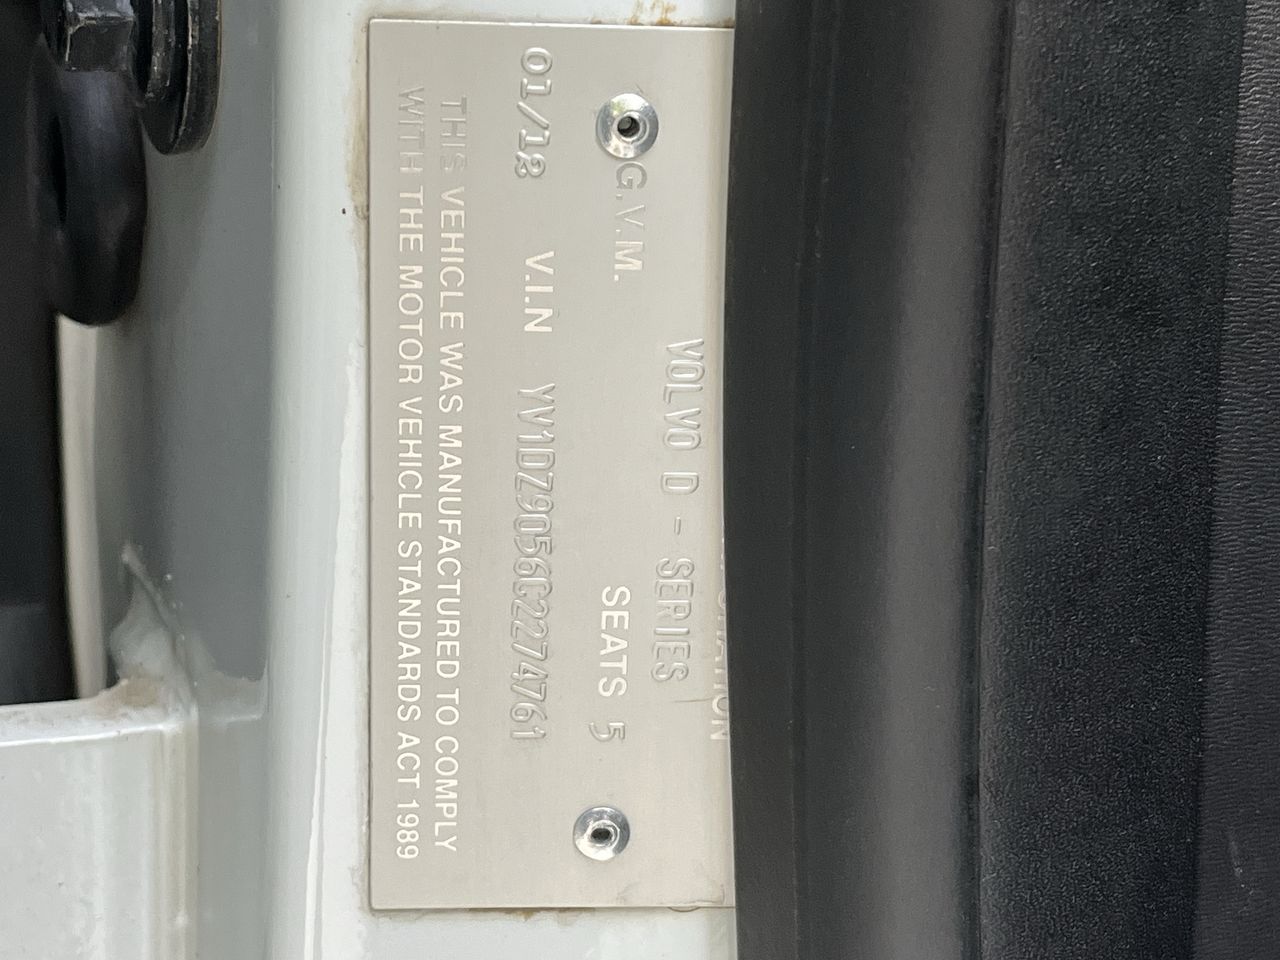 VOLVO D - SERIES
G.V.M. SEATS 5
01/12 V.I.N YV1DZ9056C2274761
THIS VEHICLE WAS MANUFACTURED TO COMPLY
WITH THE MOTOR VEHICLE STANDARDS ACT 1989